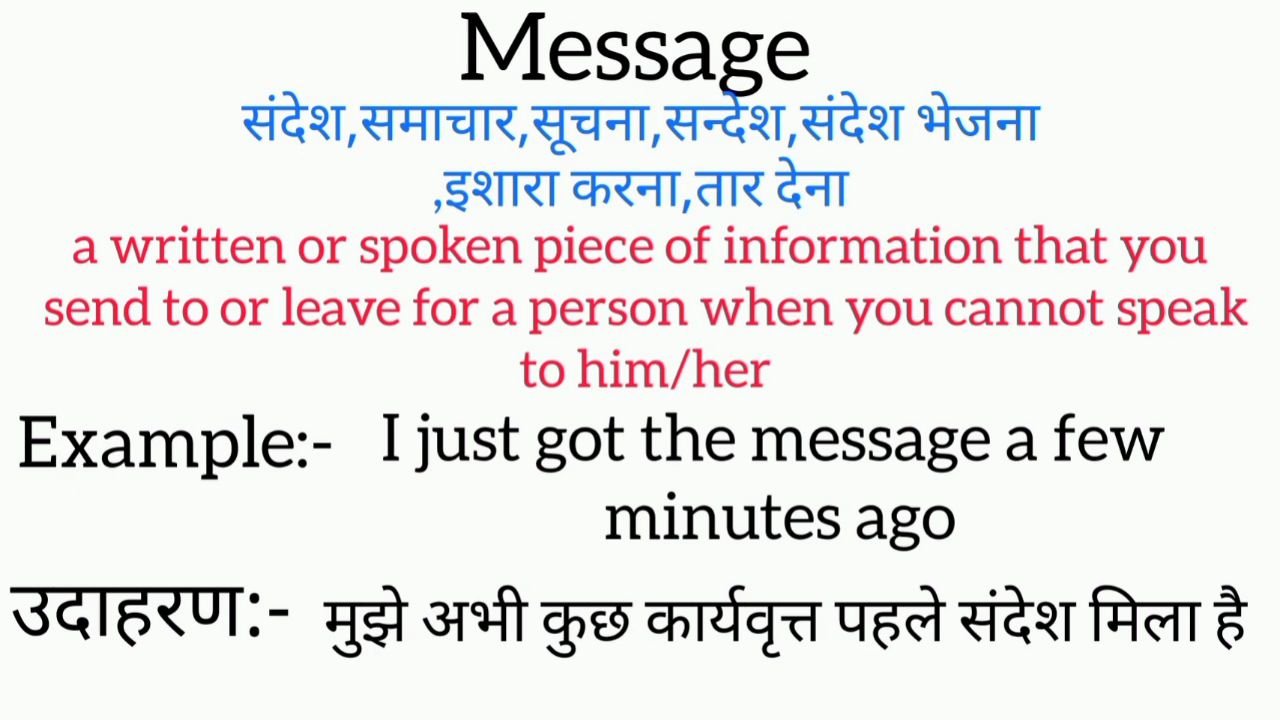 Message
संदेश,समाचार,सूचना,सन्देश,संदेश भेजना
,इशारा करना,तार देना
a written or spoken piece of information that you
send to or leave for a person when you cannot speak
to him/her
Example:- I just got the message a few
minutes ago
उदाहरण:- मुझे अभी कुछ कार्यवृत्त पहले संदेश मिला है